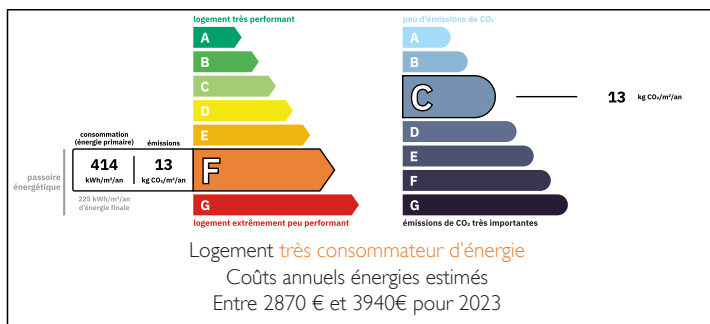 logement très performant
A
B
C
D
E
consommation
(énergie primaire)
émissions
414
kWh/m²/an
13
kg CO₂/m²/an
F
passoire
énergétique
225 kWh/m²/an
d'énergie finale
G
logement extrêmement peu performant
peu d'émissions de CO₂
A
B
C
13 kg CO₂/m²/an
D
E
F
G
émissions de CO₂ très importantes
Logement très consommateur d'énergie
Coûts annuels énergies estimés
Entre 2870 € et 3940€ pour 2023